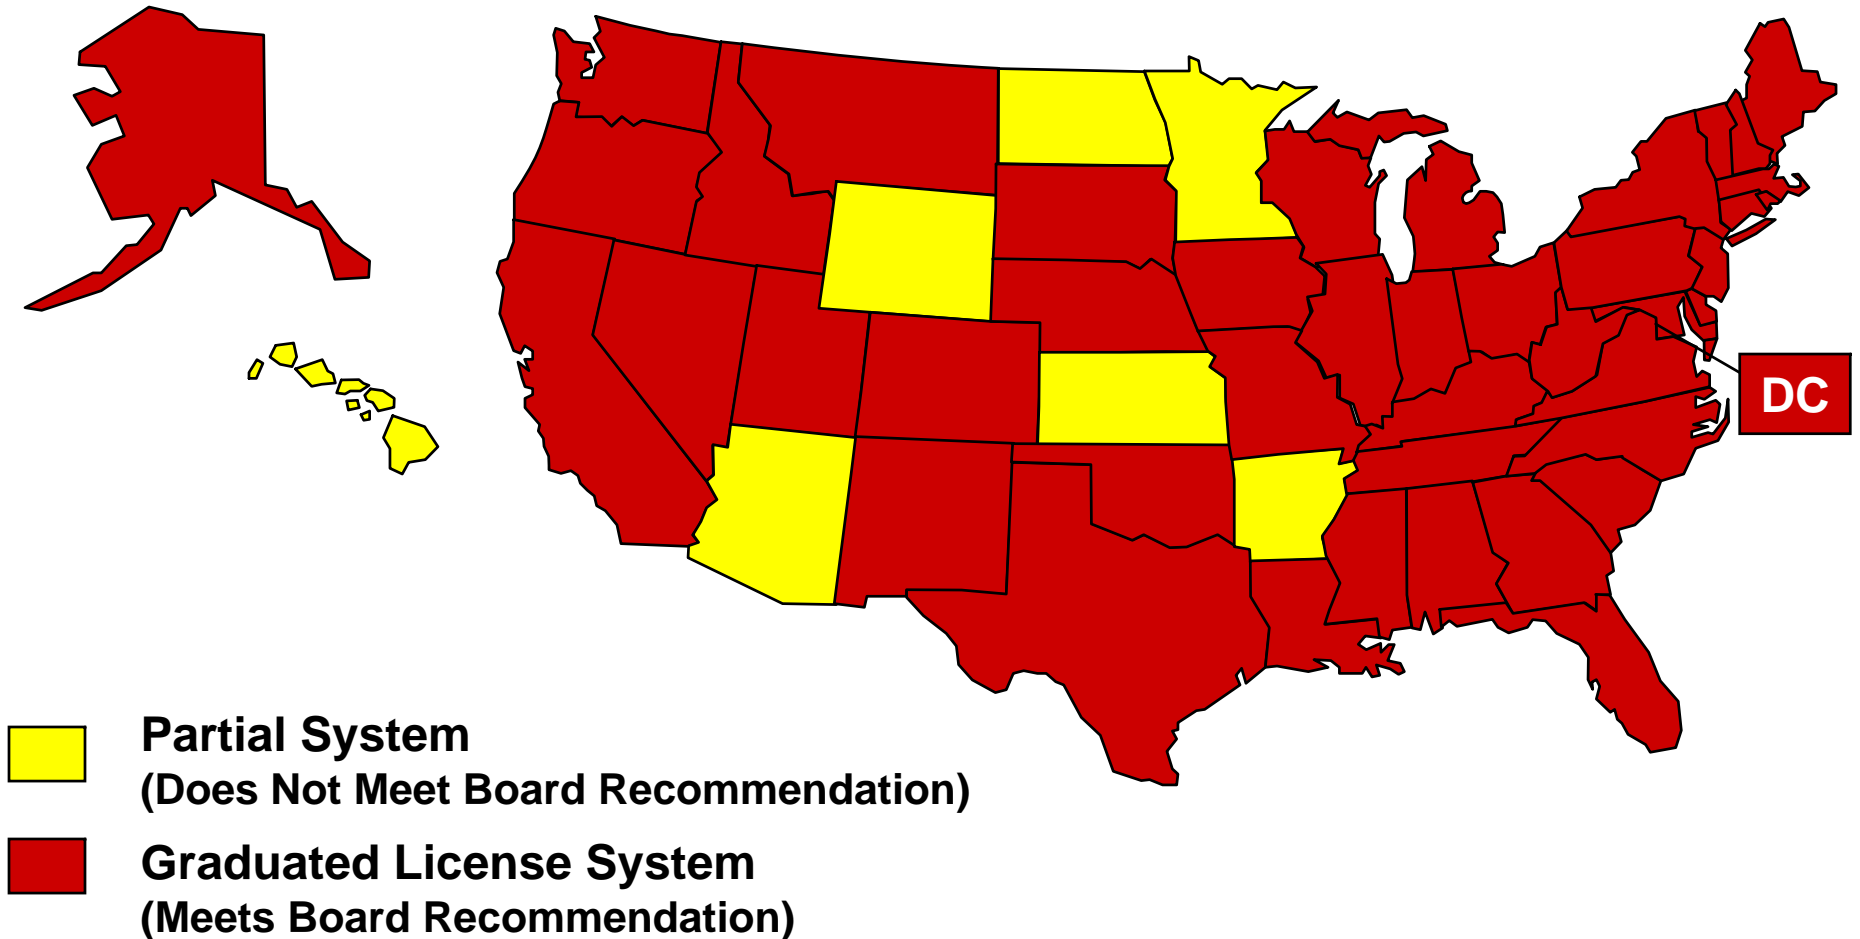 DC
Partial System
(Does Not Meet Board Recommendation)
Graduated License System
(Meets Board Recommendation)